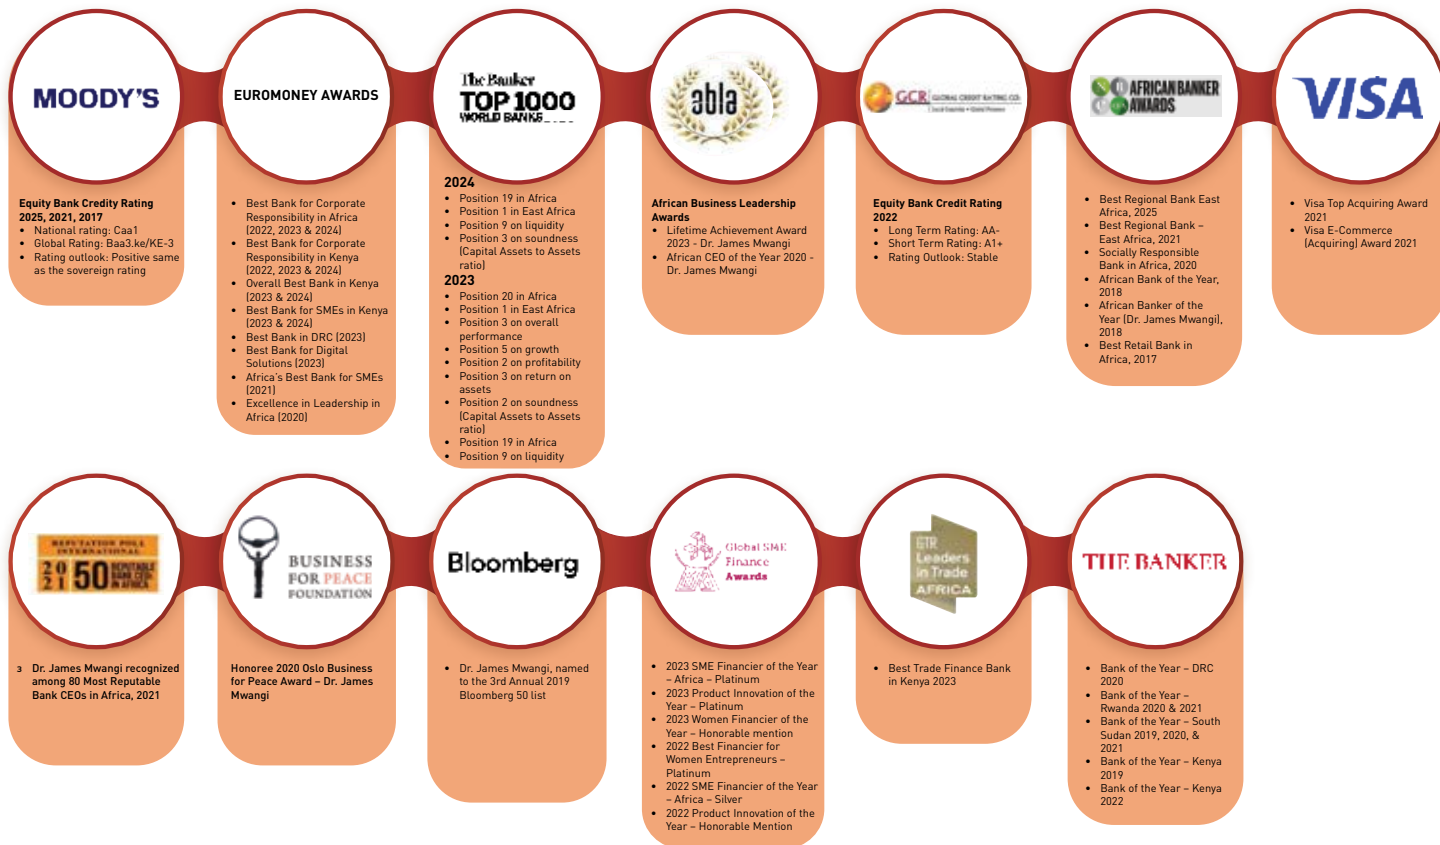 MOODY'S
Equity Bank Credity Rating
2025, 2021, 2017
• National rating: Caa1
• Global Rating: Baa3.ke/KE-3
• Rating outlook: Positive same
as the sovereign rating
EUROMONEY AWARDS
• Best Bank for Corporate
Responsibility in Africa
(2022, 2023 & 2024)
• Best Bank for Corporate
Responsibility in Kenya
(2022, 2023 & 2024)
• Overall Best Bank in Kenya
(2023 & 2024)
• Best Bank for SMEs in Kenya
(2023 & 2024)
• Best Bank in DRC (2023)
• Best Bank for Digital
Solutions (2023)
• Africa's Best Bank for SMEs
(2021)
• Excellence in Leadership in
Africa (2020)
The Banker
TOP 1000
WORLD BANKS
2024
• Position 19 in Africa
• Position 1 in East Africa
• Position 9 on liquidity
• Position 3 on soundness
(Capital Assets to Assets
ratio)
2023
• Position 20 in Africa
• Position 1 in East Africa
• Position 3 on overall
performance
• Position 5 on growth
• Position 2 on profitability
• Position 3 on return on
assets
• Position 2 on soundness
(Capital Assets to Assets
ratio)
• Position 19 in Africa
• Position 9 on liquidity
abla
African Business Leadership
Awards
• Lifetime Achievement Award
2023 - Dr. James Mwangi
• African CEO of the Year 2020 -
Dr. James Mwangi
GCR GLOBAL CREDIT RATING CO.
Equity Bank Credit Rating
2022
• Long Term Rating: AA-
• Short Term Rating: A1+
• Rating Outlook: Stable
AFRICAN BANKER
AWARDS
• Best Regional Bank East
Africa, 2025
• Best Regional Bank –
East Africa, 2021
• Socially Responsible
Bank in Africa, 2020
• African Bank of the Year,
2018
• African Banker of the
Year (Dr. James Mwangi),
2018
• Best Retail Bank in
Africa, 2017
VISA
• Visa Top Acquiring Award
2021
• Visa E-Commerce
(Acquiring) Award 2021
REPUTATION POLL
INTERNATIONAL
2021 50 REPUTABLE
BANK CEOs
IN AFRICA
3 Dr. James Mwangi recognized
among 80 Most Reputable
Bank CEOs in Africa, 2021
BUSINESS
FOR PEACE
FOUNDATION
Honoree 2020 Oslo Business
for Peace Award – Dr. James
Mwangi
Bloomberg
• Dr. James Mwangi, named
to the 3rd Annual 2019
Bloomberg 50 list
Global SME
Finance
Awards
• 2023 SME Financier of the Year
– Africa – Platinum
• 2023 Product Innovation of the
Year – Platinum
• 2023 Women Financier of the
Year – Honorable mention
• 2022 Best Financier for
Women Entrepreneurs –
Platinum
• 2022 SME Financier of the Year
– Africa – Silver
• 2022 Product Innovation of the
Year – Honorable Mention
GTR
Leaders
in Trade
AFRICA
• Best Trade Finance Bank
in Kenya 2023
THE BANKER
• Bank of the Year – DRC
2020
• Bank of the Year –
Rwanda 2020 & 2021
• Bank of the Year – South
Sudan 2019, 2020, &
2021
• Bank of the Year – Kenya
2019
• Bank of the Year – Kenya
2022